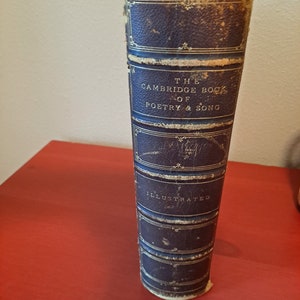 THE
CAMBRIDGE BOOK
OF
POETRY & SONG
ILLUSTRATED